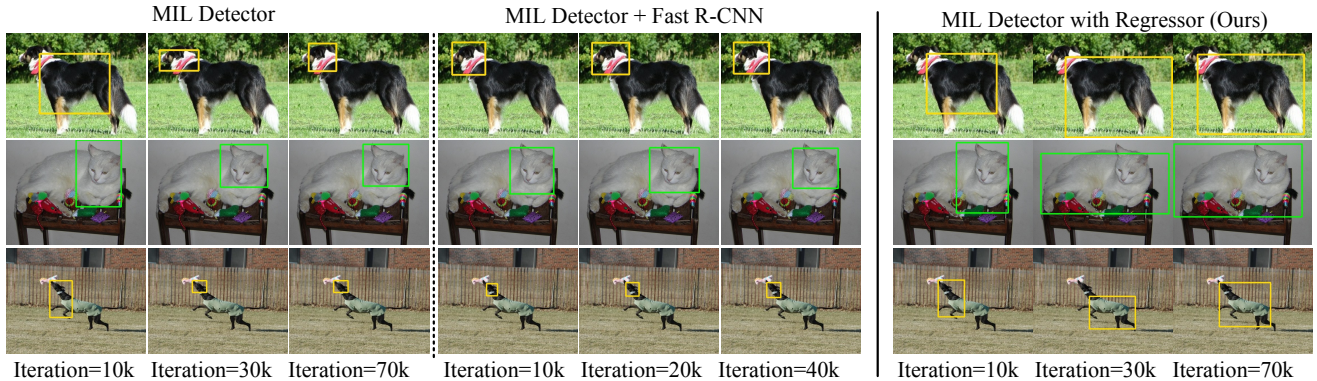 MIL Detector
MIL Detector + Fast R-CNN
MIL Detector with Regressor (Ours)
Iteration=10k
Iteration=30k
Iteration=70k
Iteration=10k
Iteration=20k
Iteration=40k
Iteration=10k
Iteration=30k
Iteration=70k